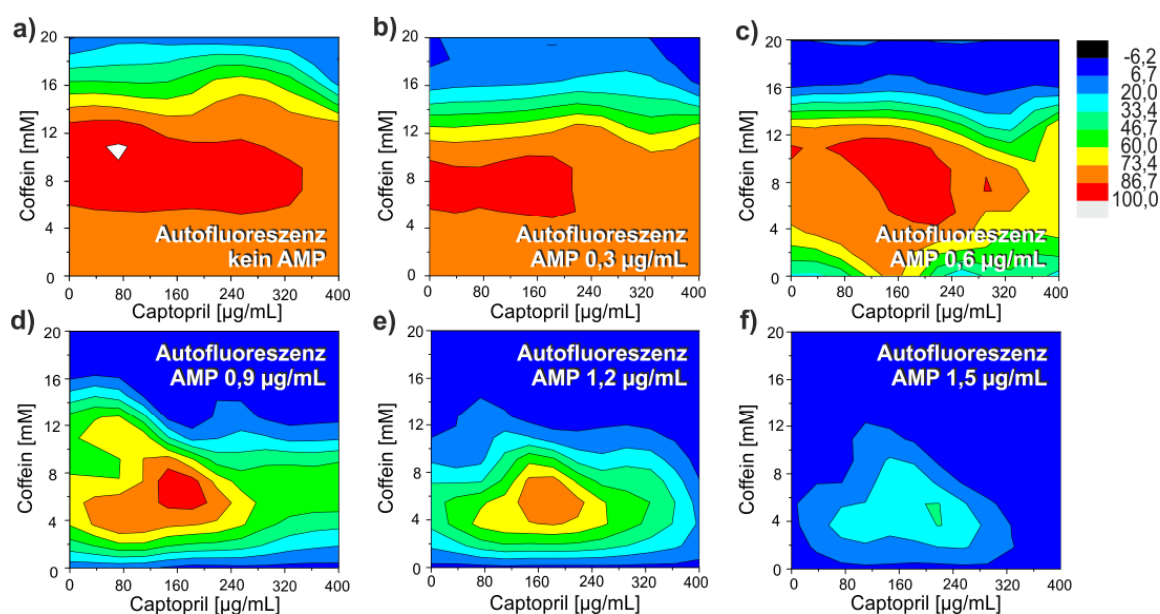 a)
20
16
12
8
4
0
Coffein [mM]
Autofluoreszenz
kein AMP
0 80 160 240 320 400
Captopril [µg/mL]
b)
20
16
12
8
4
0
Coffein [mM]
Autofluoreszenz
AMP 0,3 µg/mL
0 80 160 240 320 400
Captopril [µg/mL]
c)
20
16
12
8
4
0
Coffein [mM]
Autofluoreszenz
AMP 0,6 µg/mL
0 80 160 240 320 400
Captopril [µg/mL]
-6,2
6,7
20,0
33,4
46,7
60,0
73,4
86,7
100,0
d)
20
16
12
8
4
0
Coffein [mM]
Autofluoreszenz
AMP 0,9 µg/mL
0 80 160 240 320 400
Captopril [µg/mL]
e)
20
16
12
8
4
0
Coffein [mM]
Autofluoreszenz
AMP 1,2 µg/mL
0 80 160 240 320 400
Captopril [µg/mL]
f)
20
16
12
8
4
0
Coffein [mM]
Autofluoreszenz
AMP 1,5 µg/mL
0 80 160 240 320 400
Captopril [µg/mL]